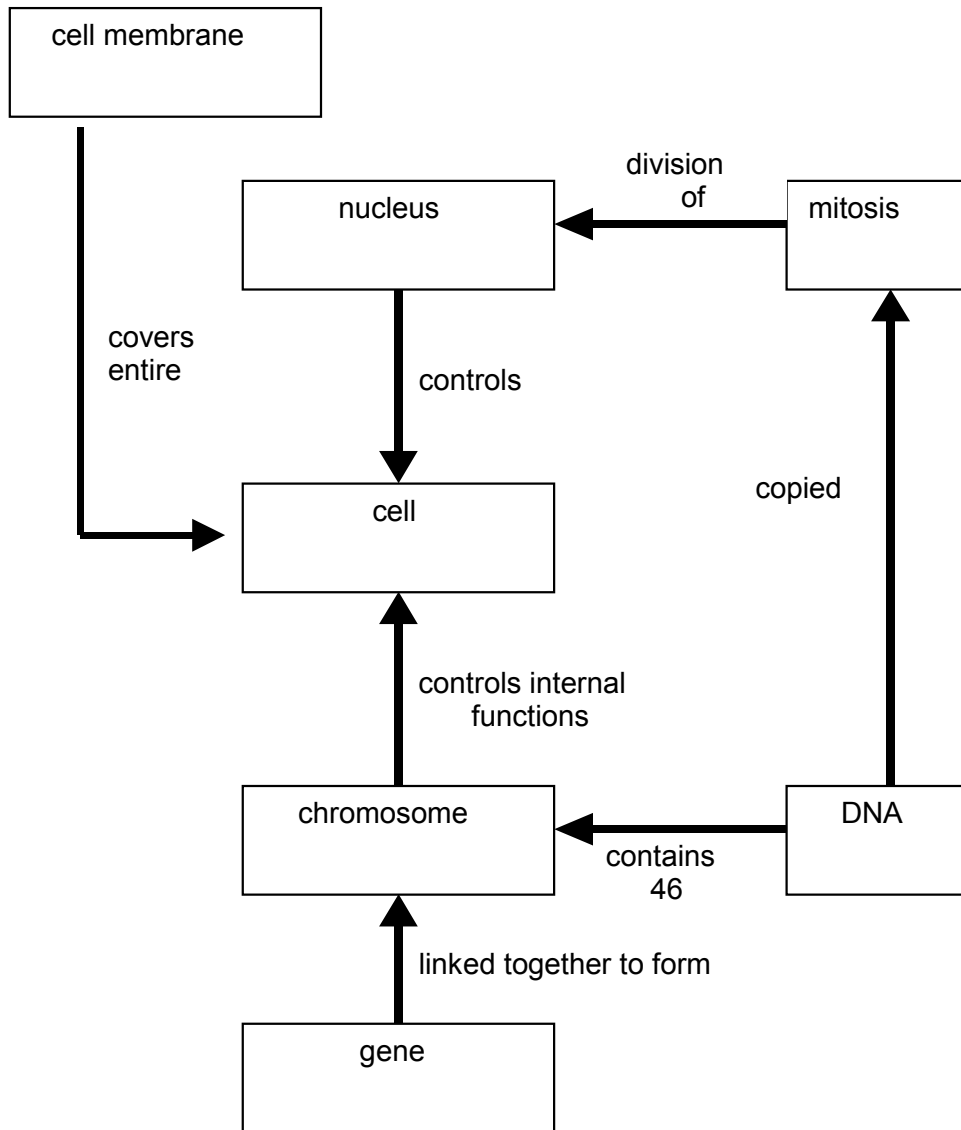 cell membrane
division
of
nucleus
mitosis
covers
entire
controls
copied
cell
controls internal
functions
chromosome
DNA
contains
46
linked together to form
gene